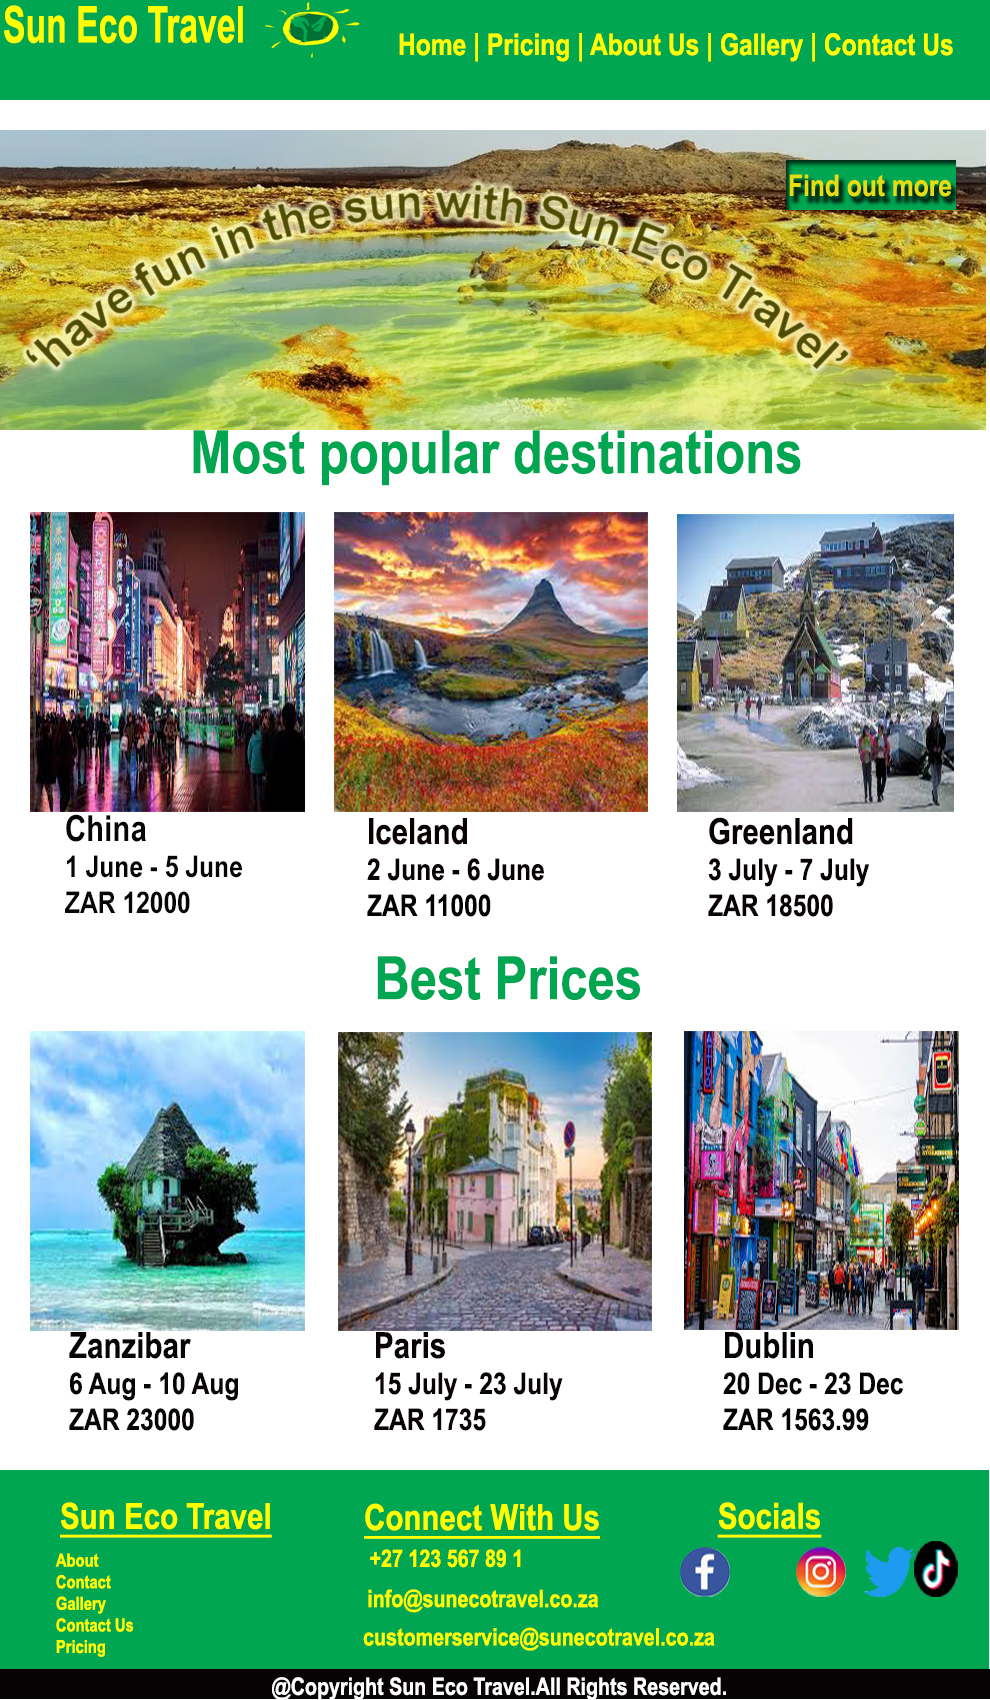 Sun Eco Travel
Home | Pricing | About Us | Gallery | Contact Us
Find out more
‘have fun in the sun with Sun Eco Travel’
Most popular destinations
China
1 June - 5 June
ZAR 12000
Iceland
2 June - 6 June
ZAR 11000
Greenland
3 July - 7 July
ZAR 18500
Best Prices
Zanzibar
6 Aug - 10 Aug
ZAR 23000
Paris
15 July - 23 July
ZAR 1735
Dublin
20 Dec - 23 Dec
ZAR 1563.99
Sun Eco Travel
About
Contact
Gallery
Contact Us
Pricing
Connect With Us
+27 123 567 89 1
info@sunecotravel.co.za
customerservice@sunecotravel.co.za
Socials
@Copyright Sun Eco Travel.All Rights Reserved.